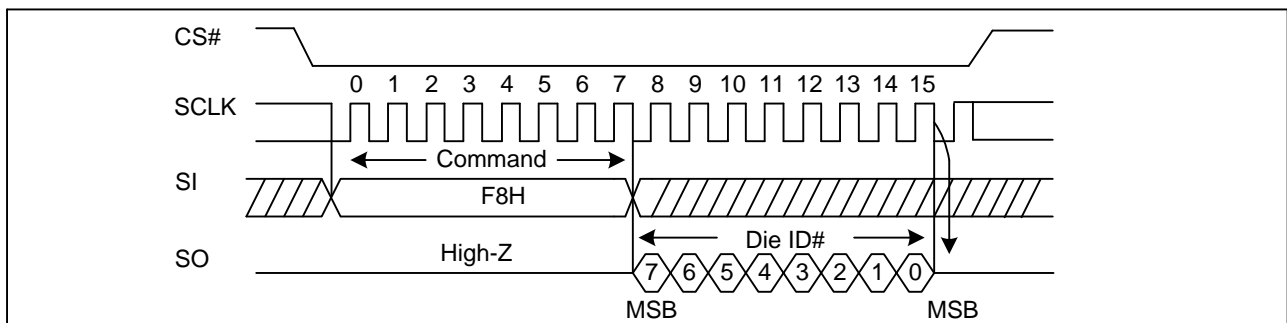 CS#
0 1 2 3 4 5 6 7 8 9 10 11 12 13 14 15
SCLK
Command
SI
F8H
Die ID#
SO
High-Z
7 6 5 4 3 2 1 0
MSB MSB